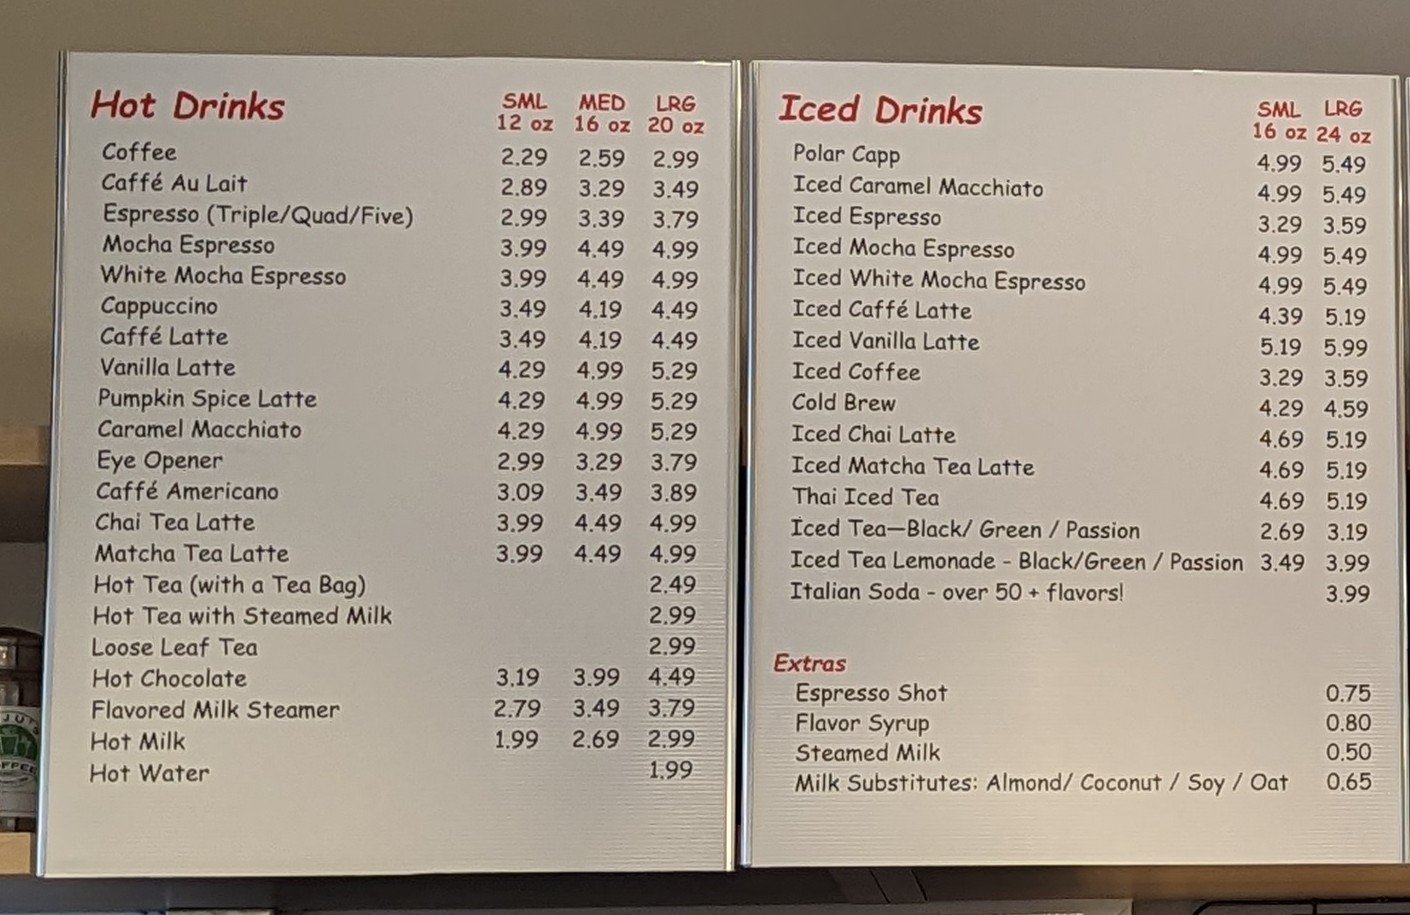 Hot Drinks SML MED LRG
12 oz 16 oz 20 oz
Coffee 2.29 2.59 2.99
Caffé Au Lait 2.89 3.29 3.49
Espresso (Triple/Quad/Five) 2.99 3.39 3.79
Mocha Espresso 3.99 4.49 4.99
White Mocha Espresso 3.99 4.49 4.99
Cappuccino 3.49 4.19 4.49
Caffé Latte 3.49 4.19 4.49
Vanilla Latte 4.29 4.99 5.29
Pumpkin Spice Latte 4.29 4.99 5.29
Caramel Macchiato 4.29 4.99 5.29
Eye Opener 2.99 3.29 3.79
Caffé Americano 3.09 3.49 3.89
Chai Tea Latte 3.99 4.49 4.99
Matcha Tea Latte 3.99 4.49 4.99
Hot Tea (with a Tea Bag) 2.49
Hot Tea with Steamed Milk 2.99
Loose Leaf Tea 2.99
Hot Chocolate 3.19 3.99 4.49
Flavored Milk Steamer 2.79 3.49 3.79
Hot Milk 1.99 2.69 2.99
Hot Water 1.99
Iced Drinks SML LRG
16 oz 24 oz
Polar Capp 4.99 5.49
Iced Caramel Macchiato 4.99 5.49
Iced Espresso 3.29 3.59
Iced Mocha Espresso 4.99 5.49
Iced White Mocha Espresso 4.99 5.49
Iced Caffé Latte 4.39 5.19
Iced Vanilla Latte 5.19 5.99
Iced Coffee 3.29 3.59
Cold Brew 4.29 4.59
Iced Chai Latte 4.69 5.19
Iced Matcha Tea Latte 4.69 5.19
Thai Iced Tea 4.69 5.19
Iced Tea—Black/ Green / Passion 2.69 3.19
Iced Tea Lemonade - Black/Green / Passion 3.49 3.99
Italian Soda - over 50 + flavors! 3.99
Extras
Espresso Shot 0.75
Flavor Syrup 0.80
Steamed Milk 0.50
Milk Substitutes: Almond/ Coconut / Soy / Oat 0.65